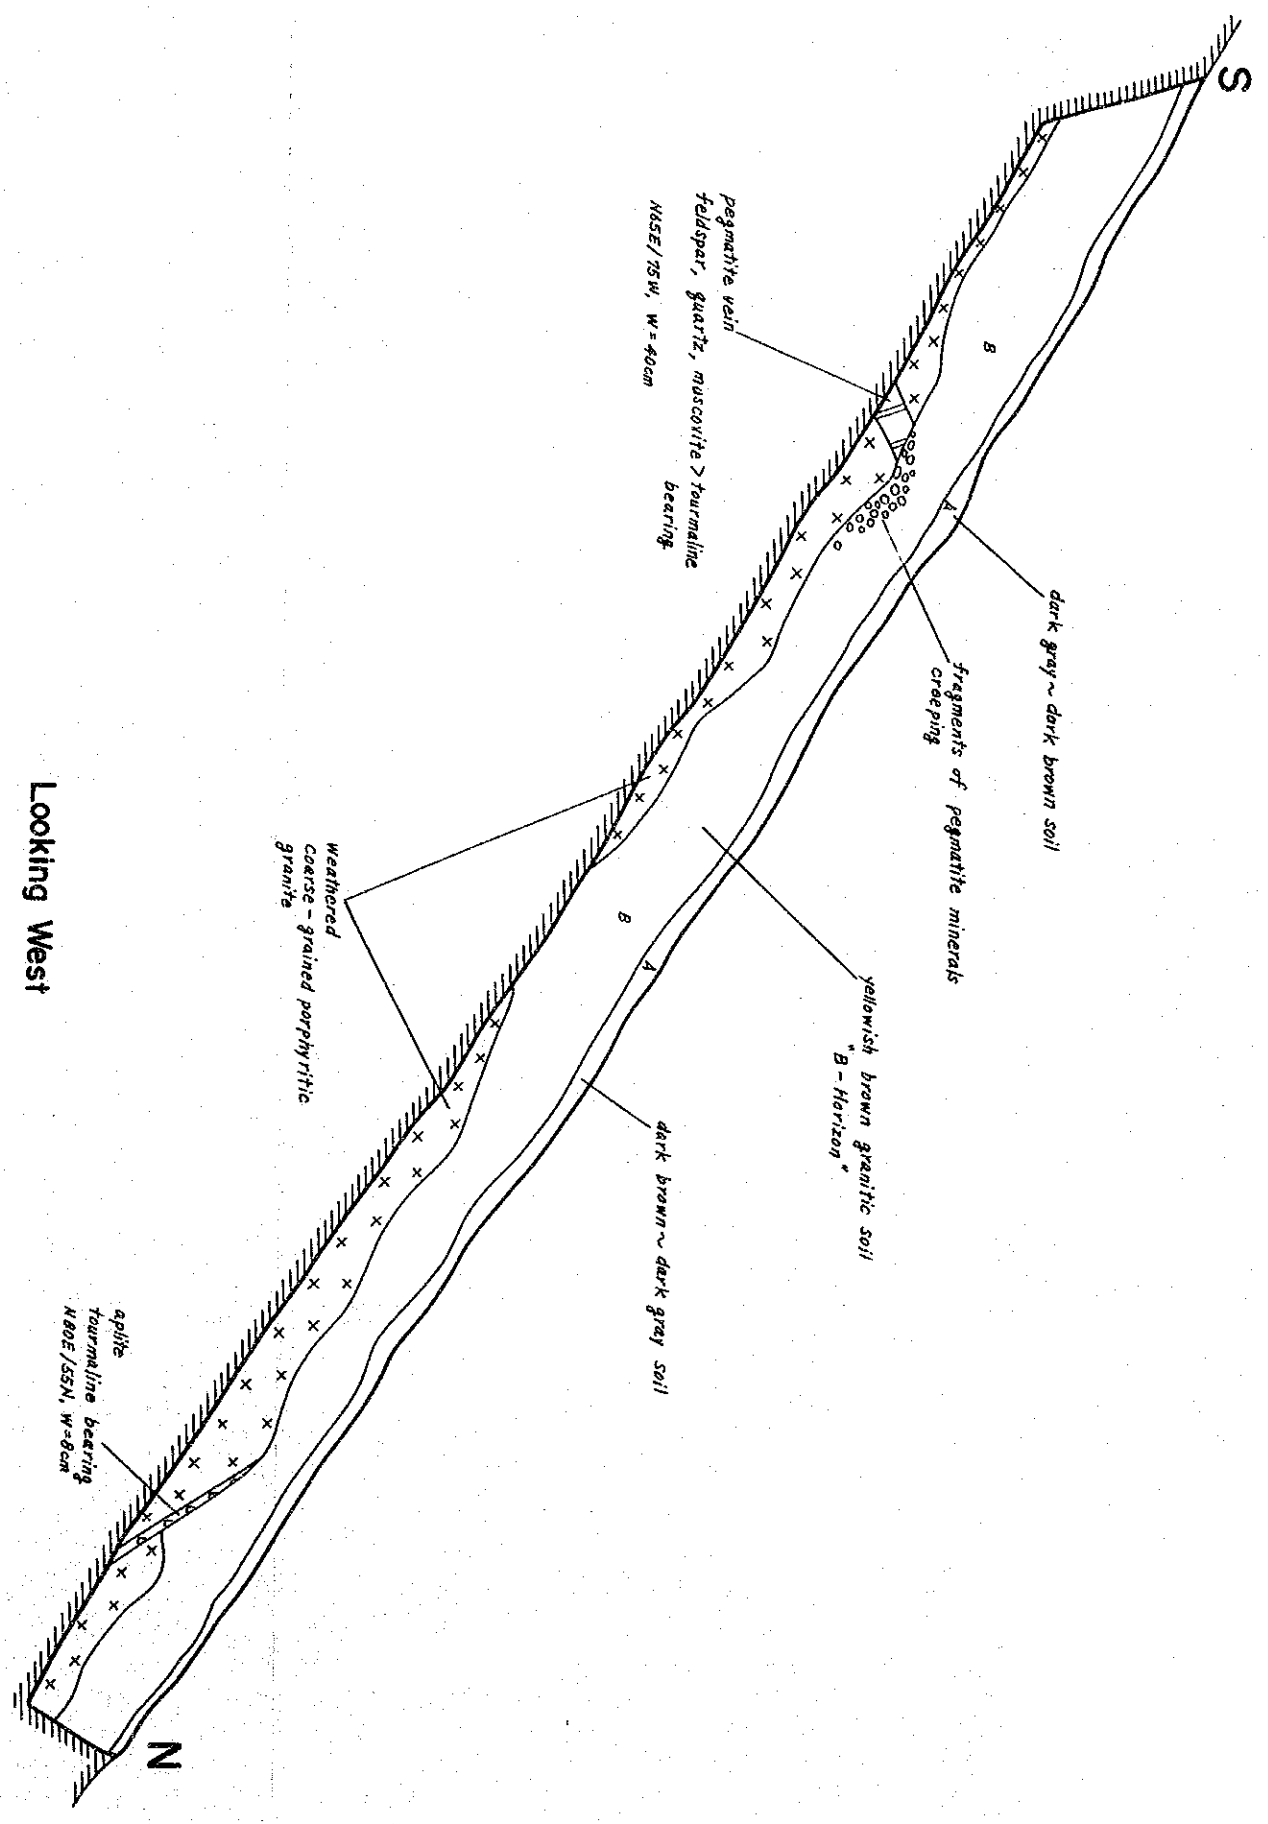 S
pegmatite vein
feldspar, quartz, muscovite > tourmaline
bearing
N65E/75W, W=40cm
B
A
dark gray ~ dark brown soil
fragments of pegmatite minerals
creeping
yellowish brown granitic soil
"B-Horizon"
B
A
weathered
coarse-grained porphyritic
granite
dark brown ~ dark gray soil
aplite
tourmaline bearing
N80E/55N, W=8cm
N
Looking West